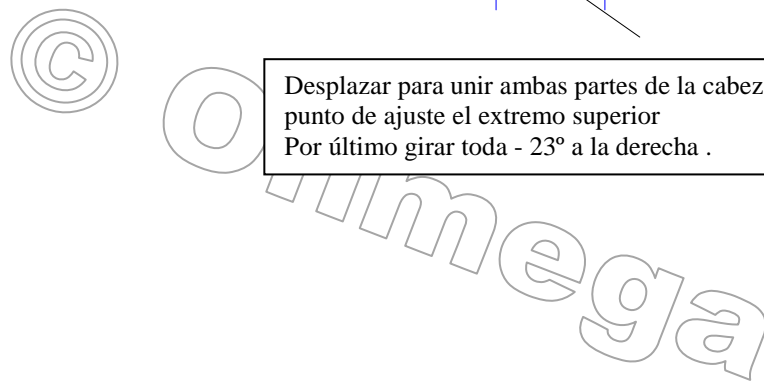 Desplazar para unir ambas partes de la cabez
punto de ajuste el extremo superior
Por último girar toda - 23º a la derecha .
© onmega